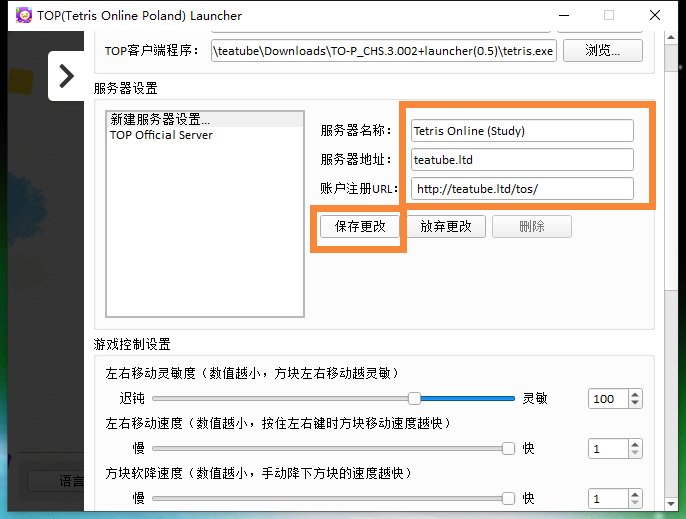 TOP(Tetris Online Poland) Launcher
TOP客户端程序： \teatube\Downloads\TO-P_CHS.3.002+launcher(0.5)\tetris.exe 浏览...
服务器设置
新建服务器设置...
TOP Official Server
服务器名称： Tetris Online (Study)
服务器地址： teatube.ltd
账户注册URL： http://teatube.ltd/tos/
保存更改 放弃更改 删除
游戏控制设置
左右移动灵敏度（数值越小，方块左右移动越灵敏）
迟钝 灵敏 100
左右移动速度（数值越小，按住左右键时方块移动速度越快）
慢 快 1
方块软降速度（数值越小，手动降下方块的速度越快）
语言
慢 快 1